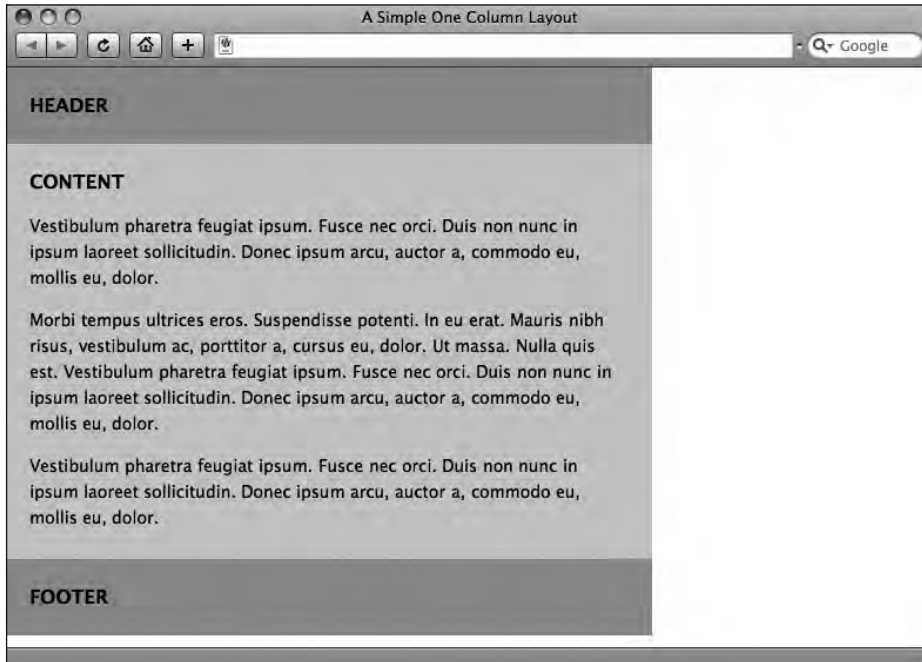 A Simple One Column Layout
Google
HEADER
CONTENT
Vestibulum pharetra feugiat ipsum. Fusce nec orci. Duis non nunc in
ipsum laoreet sollicitudin. Donec ipsum arcu, auctor a, commodo eu,
mollis eu, dolor.
Morbi tempus ultrices eros. Suspendisse potenti. In eu erat. Mauris nibh
risus, vestibulum ac, porttitor a, cursus eu, dolor. Ut massa. Nulla quis
est. Vestibulum pharetra feugiat ipsum. Fusce nec orci. Duis non nunc in
ipsum laoreet sollicitudin. Donec ipsum arcu, auctor a, commodo eu,
mollis eu, dolor.
Vestibulum pharetra feugiat ipsum. Fusce nec orci. Duis non nunc in
ipsum laoreet sollicitudin. Donec ipsum arcu, auctor a, commodo eu,
mollis eu, dolor.
FOOTER